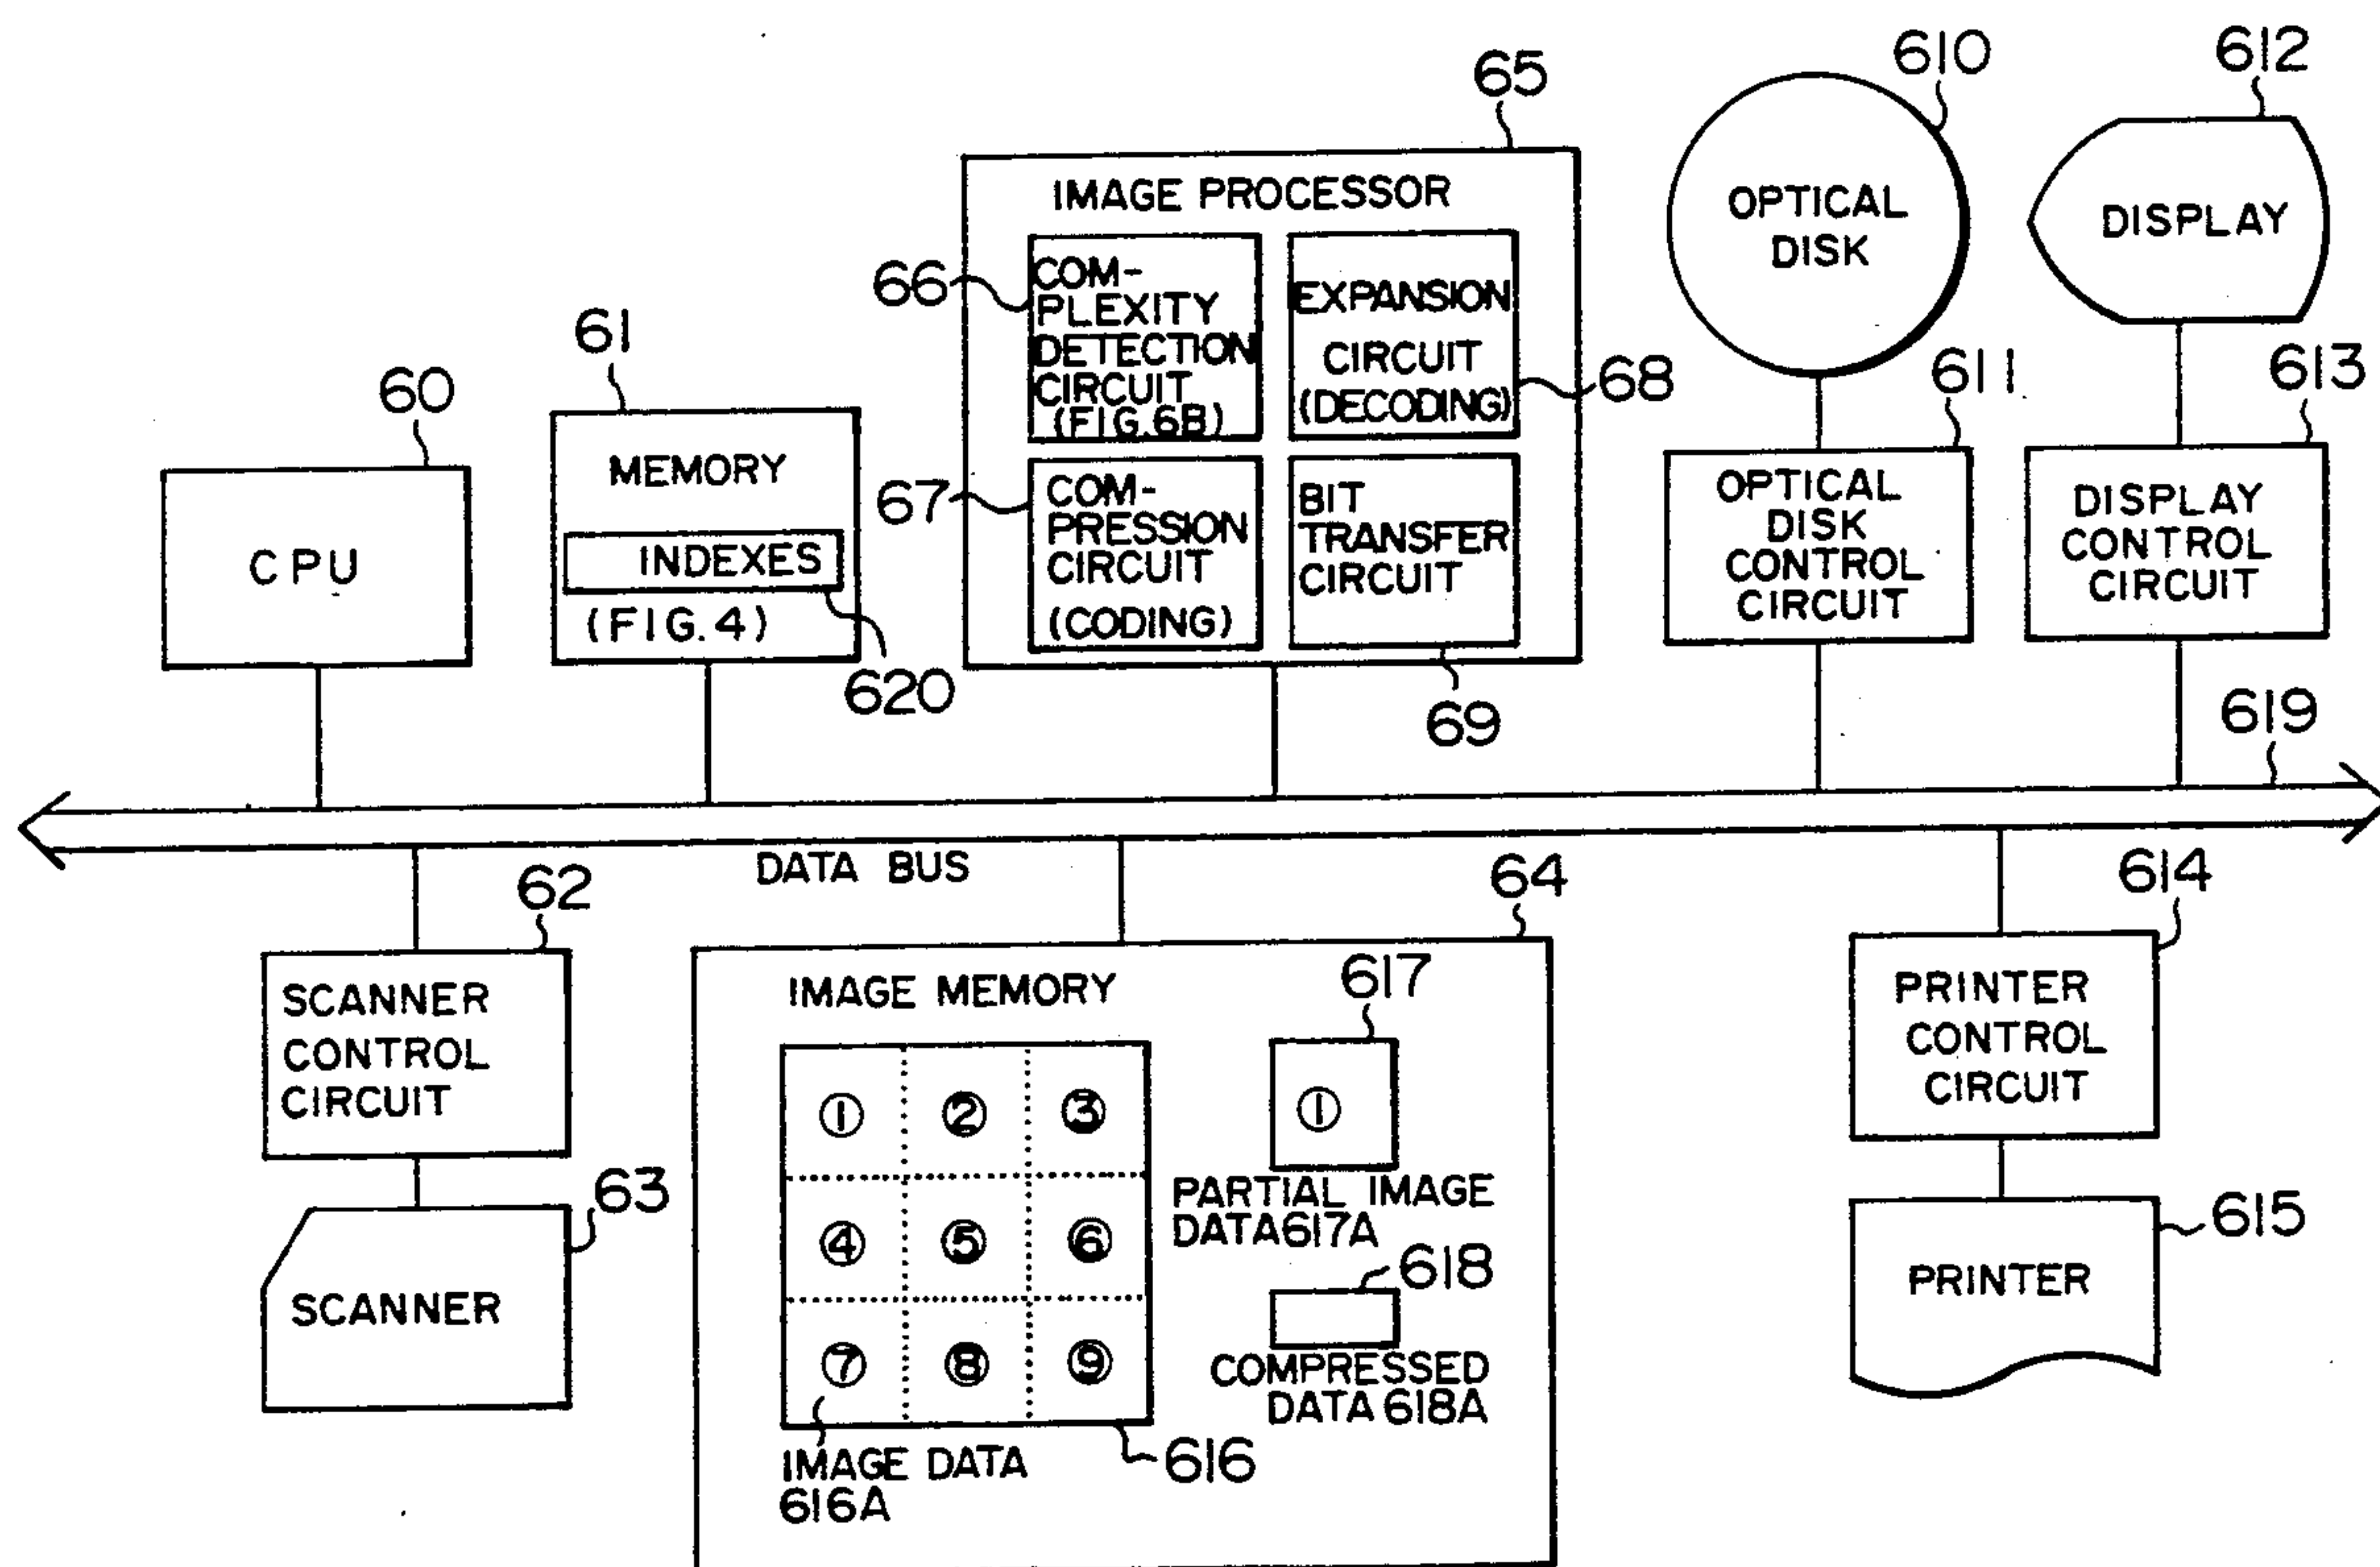 65
610
612
IMAGE PROCESSOR
66
COM-
PLEXITY
DETECTION
CIRCUIT
(FIG.6B)
EXPANSION
CIRCUIT
(DECODING)
68
67
COM-
PRESSION
CIRCUIT
(CODING)
BIT
TRANSFER
CIRCUIT
69
OPTICAL
DISK
DISPLAY
60
CPU
61
MEMORY
INDEXES
(FIG.4)
620
611
OPTICAL
DISK
CONTROL
CIRCUIT
613
DISPLAY
CONTROL
CIRCUIT
619
DATA BUS
62
SCANNER
CONTROL
CIRCUIT
63
SCANNER
64
IMAGE MEMORY
① ② ③
④ ⑤ ⑥
⑦ ⑧ ⑨
IMAGE DATA
616A
616
617
①
PARTIAL IMAGE
DATA617A
618
COMPRESSED
DATA 618A
614
PRINTER
CONTROL
CIRCUIT
615
PRINTER